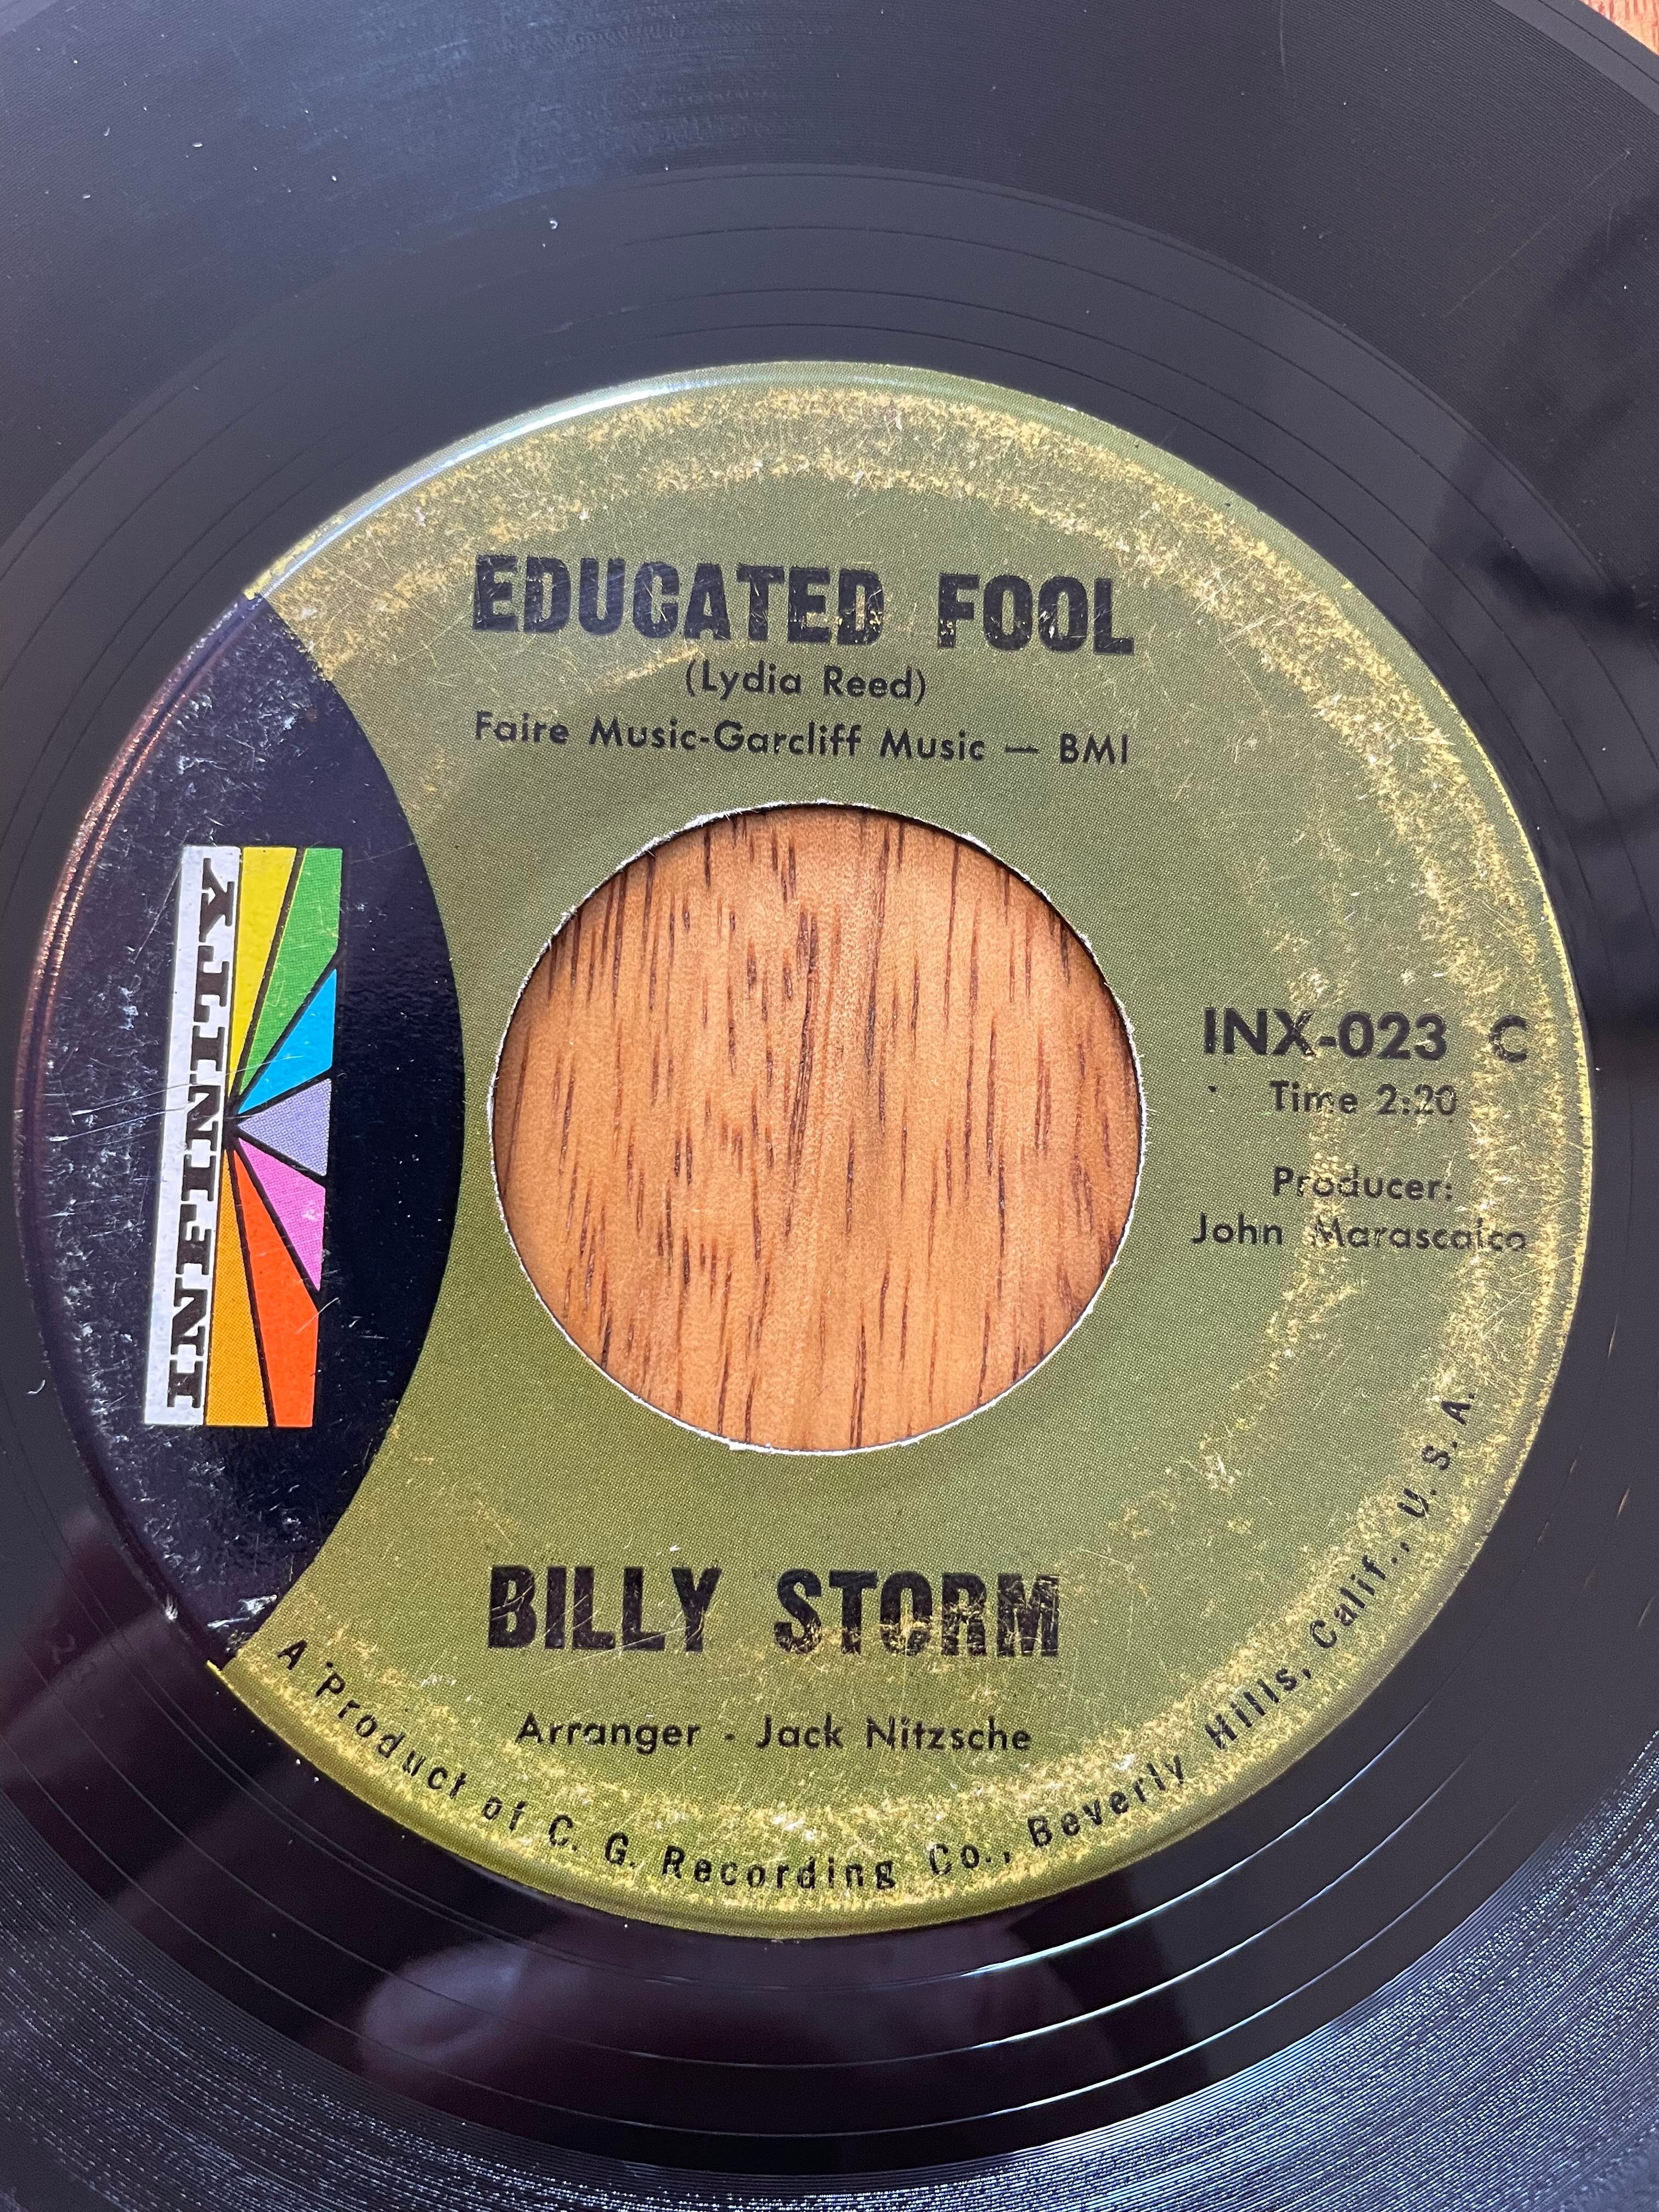 EDUCATED FOOL
(Lydia Reed)
Faire Music-Garcliff Music — BMI
INFINITY
INX-023 C
Time 2:20
Producer:
John Marascalco
BILLY STORM
Arranger - Jack Nitzsche
A Product of C. G. Recording Co., Beverly Hills, Calif., U. S. A.